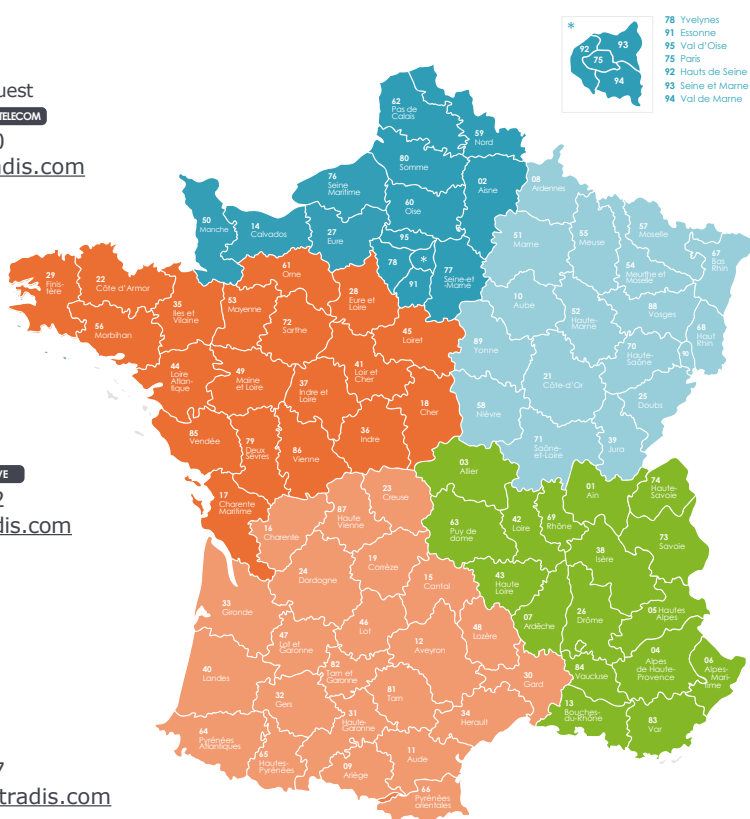 *
92
93
75
94
78 Yvelynes
91 Essonne
95 Val d'Oise
75 Paris
92 Hauts de Seine
93 Seine et Marne
94 Val de Marne
uest
TELECOM
0
adis.com
VE
2
dis.com
7
tradis.com
62
Pas de
Calais
59
Nord
80
Somme
76
Seine
Maritime
02
Aisne
60
Oise
50
Manche
14
Calvados
27
Eure
95
78
*
91
77
Seine-et
-Marne
08
Ardennes
51
Marne
55
Meuse
57
Moselle
67
Bas
Rhin
54
Meurthe et
Moselle
10
Aube
52
Haute-
Marne
88
Vosges
68
Haut
Rhin
89
Yonne
70
Haute-
Saône
90
21
Côte-d'Or
25
Doubs
58
Nièvre
71
Saône-
et-Loire
39
Jura
29
Finis-
tère
22
Côte d'Armor
61
Orne
35
Iles et
Vilaine
53
Mayenne
28
Eure et
Loire
56
Morbihan
72
Sarthe
45
Loiret
44
Loire
Atlan-
tique
49
Maine
et Loire
37
Indre et
Loire
41
Loir et
Cher
18
Cher
85
Vendée
79
Deux
Sèvres
86
Vienne
36
Indre
17
Charente
Maritime
03
Allier
01
Ain
74
Haute-
Savoie
63
Puy de
dome
42
Loire
69
Rhône
73
Savoie
38
Isère
43
Haute
Loire
07
Ardèche
26
Drôme
05 Hautes
Alpes
04
Alpes
de Haute-
Provence
06
Alpes-
Mari-
time
84
Vaucluse
13
Bouches-
du-Rhône
83
Var
23
Creuse
87
Haute
Vienne
16
Charente
19
Corrèze
24
Dardogne
15
Cantal
33
Gironde
46
Lot
48
Lozère
47
Lot et
Garonne
12
Aveyron
40
Landes
82
Tarn et
Garonne
30
Gard
32
Gers
81
Tarn
31
Haute-
Garonne
34
Herault
64
Pyrénées
Atlantiques
65
Hautes-
Pyrénées
09
Ariège
11
Aude
66
Pyrénées
orientales